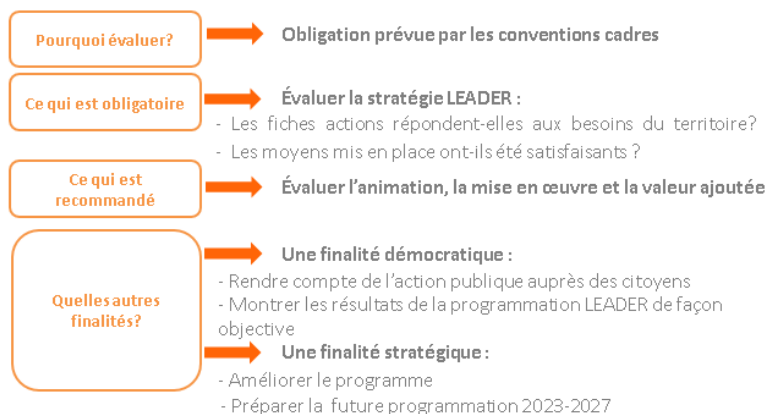 Pourquoi évaluer?
Obligation prévue par les conventions cadres
Ce qui est obligatoire
Évaluer la stratégie LEADER :
- Les fiches actions répondent-elles aux besoins du territoire?
- Les moyens mis en place ont-ils été satisfaisants ?
Ce qui est
recommandé
Évaluer l'animation, la mise en œuvre et la valeur ajoutée
Quelles autres
finalités?
Une finalité démocratique :
- Rendre compte de l'action publique auprès des citoyens
- Montrer les résultats de la programmation LEADER de façon
objective
Une finalité stratégique :
- Améliorer le programme
- Préparer la future programmation 2023-2027